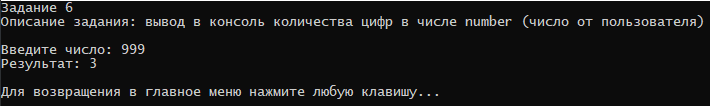 Задание 6
Описание задания: вывод в консоль количества цифр в числе number (число от пользователя)
Введите число: 999
Результат: 3
Для возвращения в главное меню нажмите любую клавишу...